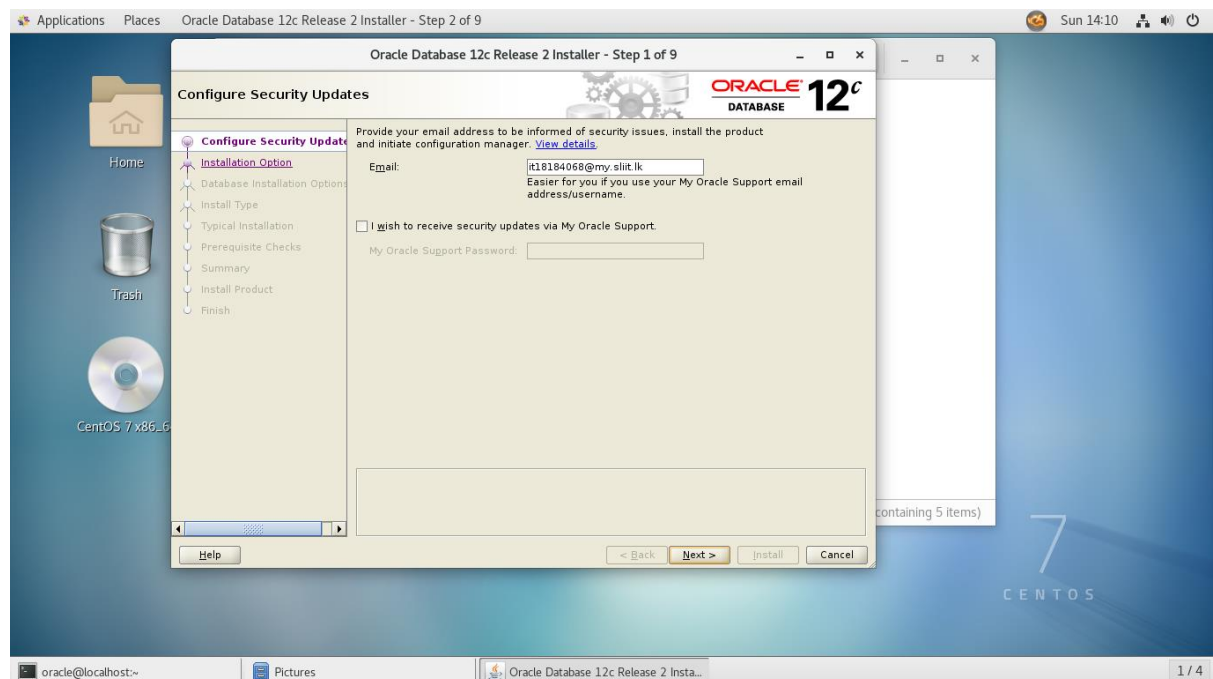 Applications Places Oracle Database 12c Release 2 Installer - Step 2 of 9 Sun 14:10
Oracle Database 12c Release 2 Installer - Step 1 of 9
Configure Security Updates
ORACLE
DATABASE
12c
Configure Security Update
Installation Option
Database Installation Options
Install Type
Typical Installation
Prerequisite Checks
Summary
Install Product
Finish
Provide your email address to be informed of security issues, install the product
and initiate configuration manager. View details.
Email: it18184068@my.sliit.lk
Easier for you if you use your My Oracle Support email
address/username.
I wish to receive security updates via My Oracle Support.
My Oracle Support Password:
Help < Back Next > Install Cancel
Home
Trash
CentOS 7 x86_6
containing 5 items)
7
CENTOS
oracle@localhost:~ Pictures Oracle Database 12c Release 2 Insta... 1 / 4